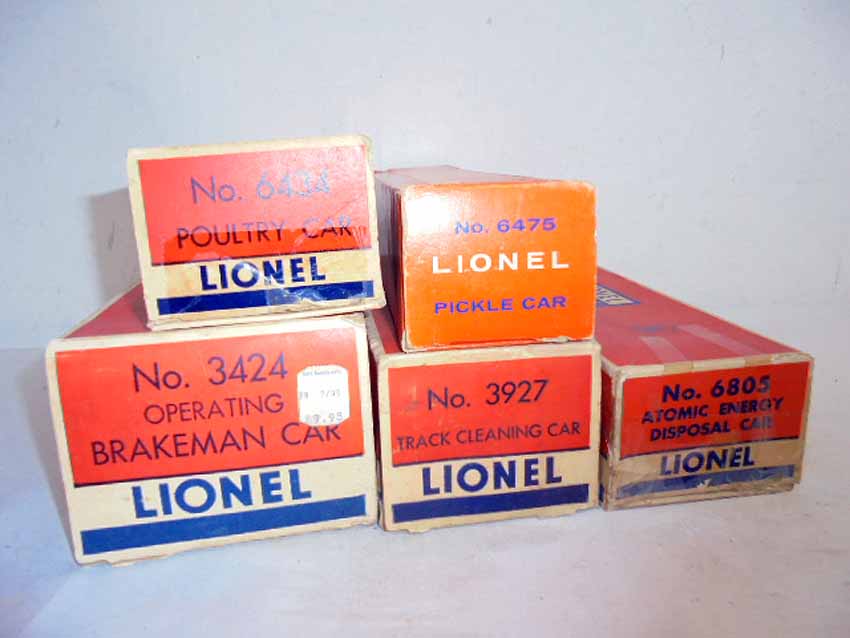 No. 6434
POULTRY CAR
LIONEL
No. 6475
LIONEL
PICKLE CAR
LIONEL
No. 3424
OPERATING
BRAKEMAN CAR
LIONEL
No. 3927
TRACK CLEANING CAR
LIONEL
No. 6805
ATOMIC ENERGY
DISPOSAL CAR
LIONEL